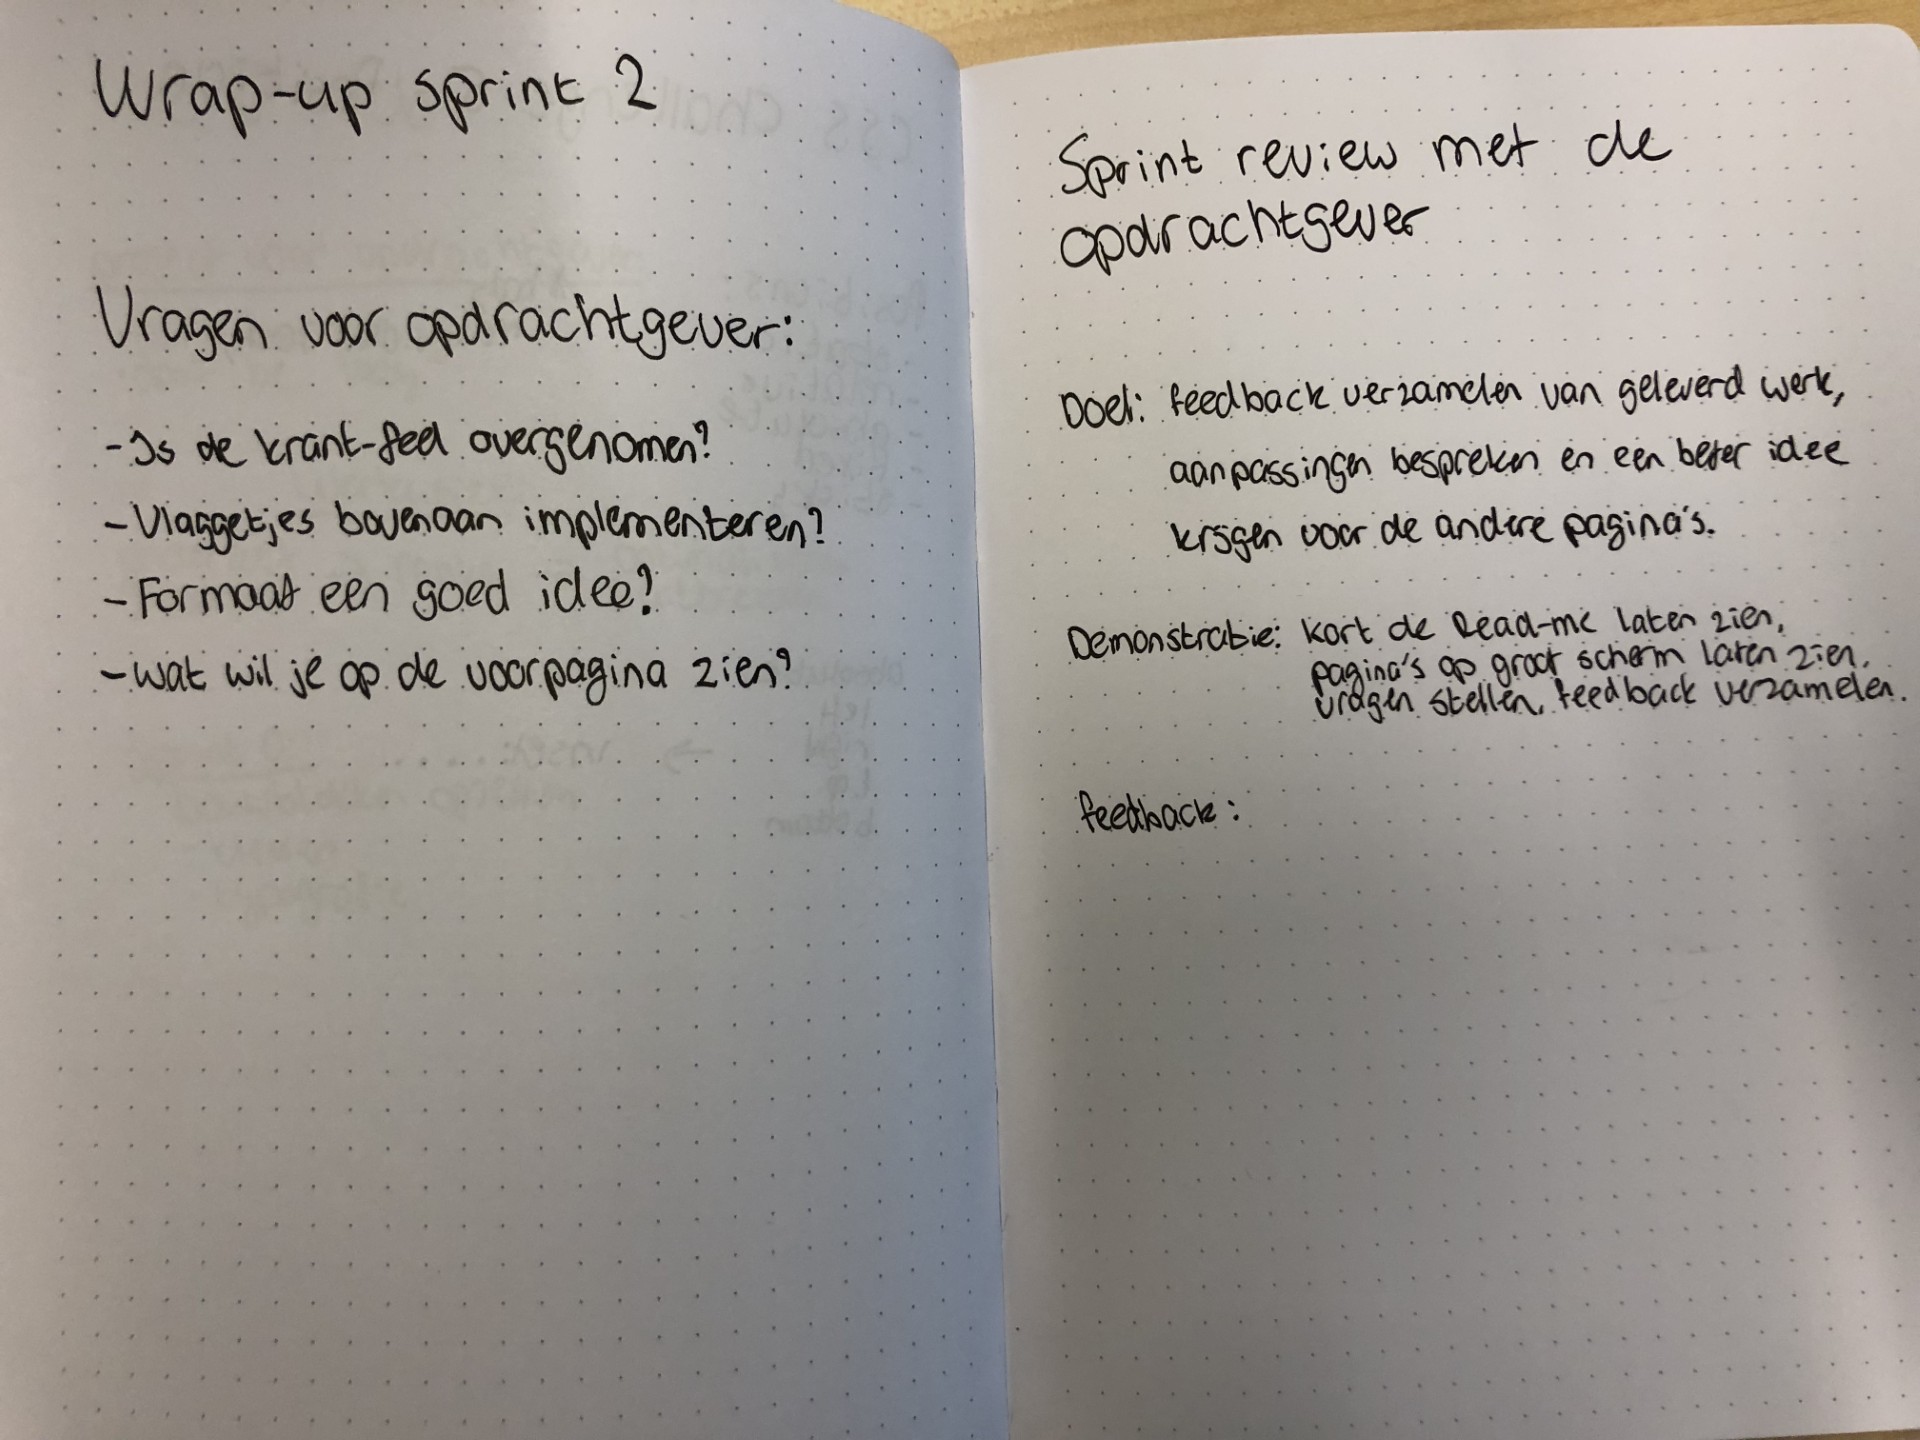 Wrap-up sprint 2
Vragen voor opdrachtgever:
- Is de krant-feel overgenomen?
- Vlaggetjes bovenaan implementeren?
- Formaat een goed idee?
- Wat wil je op de voorpagina zien?
Sprint review met de
opdrachtgever
Doel: feedback verzamelen van geleverd werk,
aanpassingen bespreken en een beter idee
krijgen voor de andere pagina's.
Demonstratie: Kort de Read-me laten zien,
pagina's op groot scherm laten zien.
vragen stellen, feedback verzamelen.
feedback: